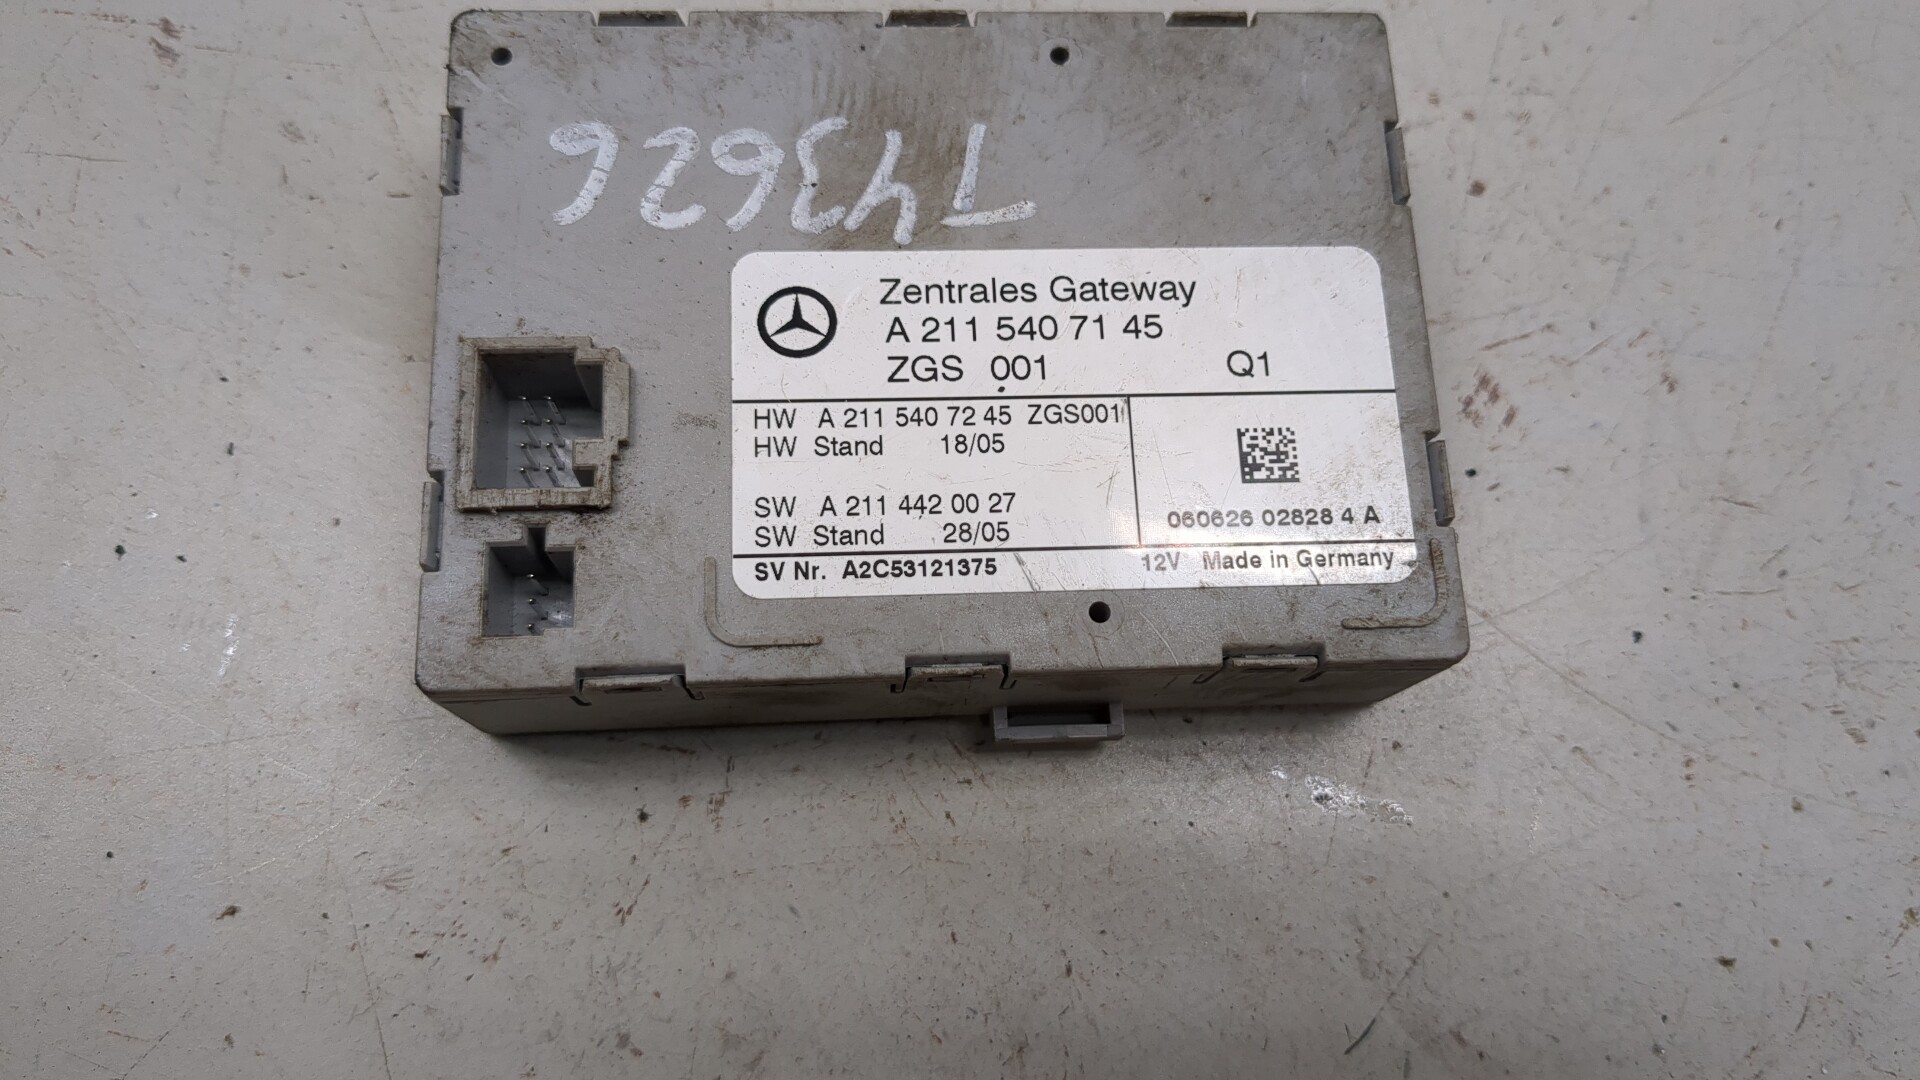 T43626
Zentrales Gateway
A 211 540 71 45
ZGS 001 Q1
HW A 211 540 72 45 ZGS001
HW Stand 18/05
SW A 211 442 00 27
SW Stand 28/05
060626 02828 4 A
SV Nr. A2C53121375
12V Made in Germany